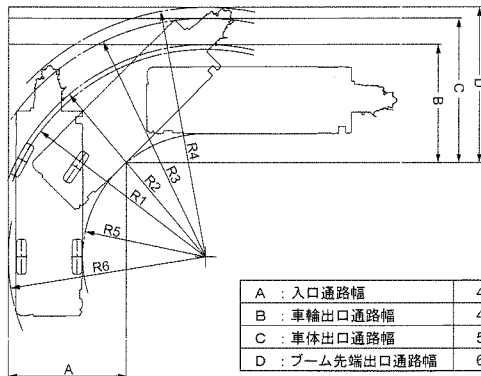 D
C
B
R4
R3
R2
R1
R5
R6
A
A : 入口通路幅 4
B : 車輪出口通路幅 4
C : 車体出口通路幅 5
D : ブーム先端出口通路幅 6